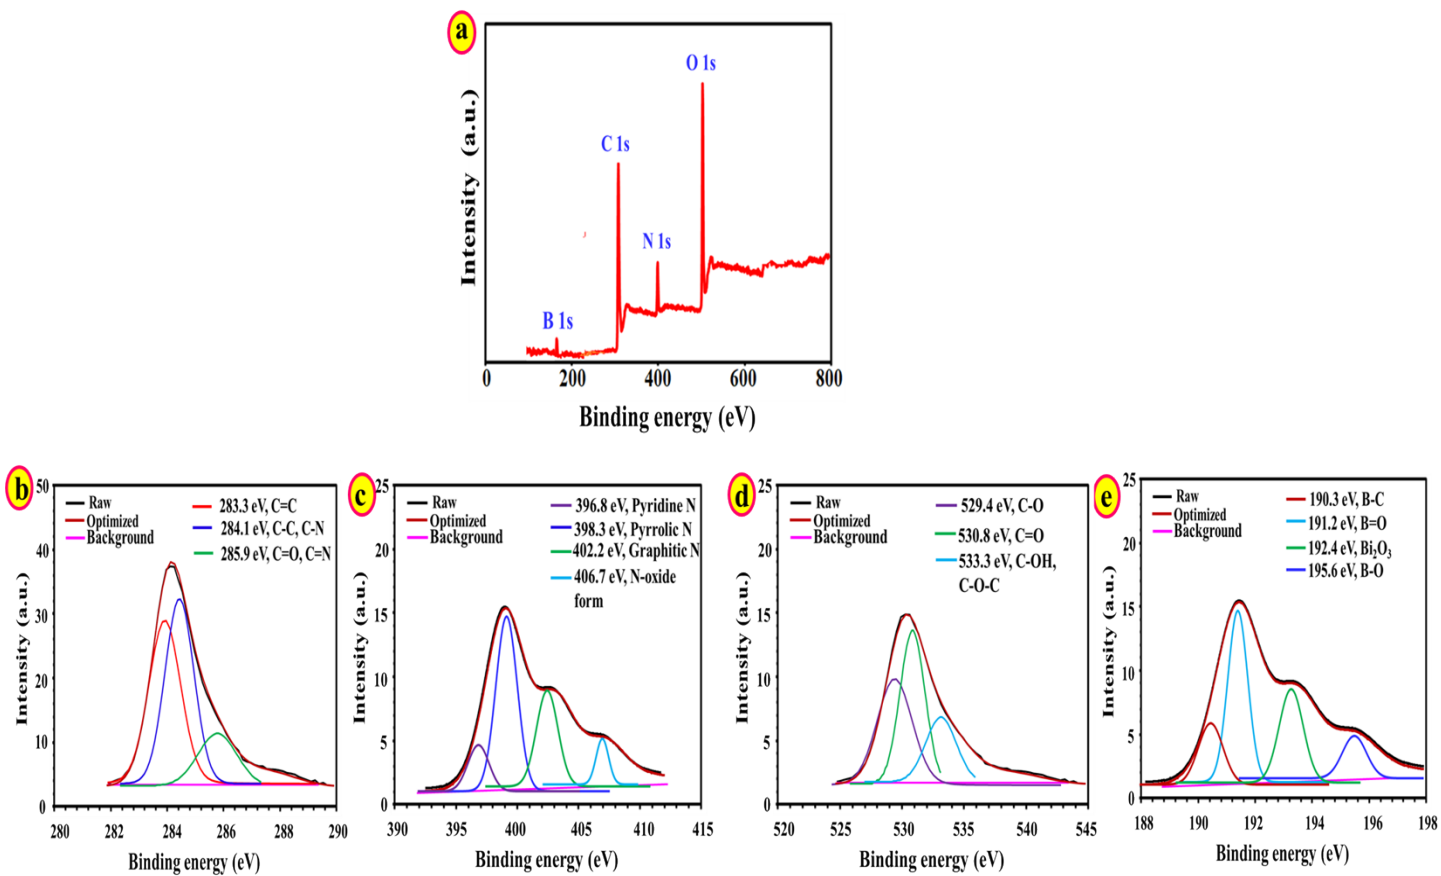 a
O 1s
C 1s
N 1s
B 1s
Intensity (a.u.)
0 200 400 600 800
Binding energy (eV)
b
50
40
30
20
10
0
Raw
Optimized
Background
283.3 eV, C=C
284.1 eV, C-C, C-N
285.9 eV, C=O, C=N
Intensity (a.u.)
280 282 284 286 288 290
Binding energy (eV)
c
25
20
15
10
5
0
Raw
Optimized
Background
396.8 eV, Pyridine N
398.3 eV, Pyrrolic N
402.2 eV, Graphitic N
406.7 eV, N-oxide
form
Intensity (a.u.)
390 395 400 405 410 415
Binding energy (eV)
d
25
20
15
10
5
0
Raw
Optimized
Background
529.4 eV, C-O
530.8 eV, C=O
533.3 eV, C-OH,
C-O-C
Intensity (a.u.)
520 525 530 535 540 545
Binding energy (eV)
e
25
20
15
10
5
0
Raw
Optimized
Background
190.3 eV, B-C
191.2 eV, B=O
192.4 eV, Bi₂O₃
195.6 eV, B-O
Intensity (a.u.)
188 190 192 194 196 198
Binding energy (eV)